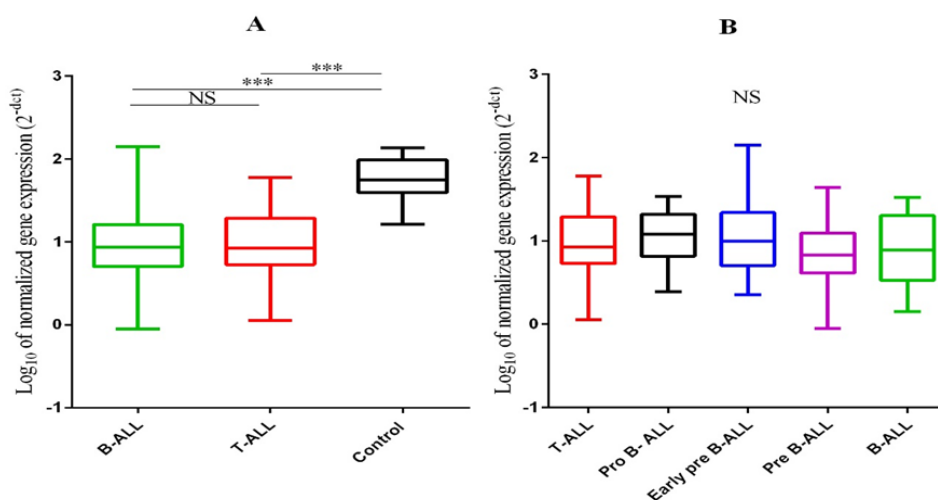 A
Log10 of normalized gene expression (2-dct)
3
2
1
0
-1
***
***
NS
B-ALL
T-ALL
Control
B
Log10 of normalized gene expression (2-dct)
3
2
1
0
-1
NS
T-ALL
Pro B- ALL
Early pre B-ALL
Pre B-ALL
B-ALL